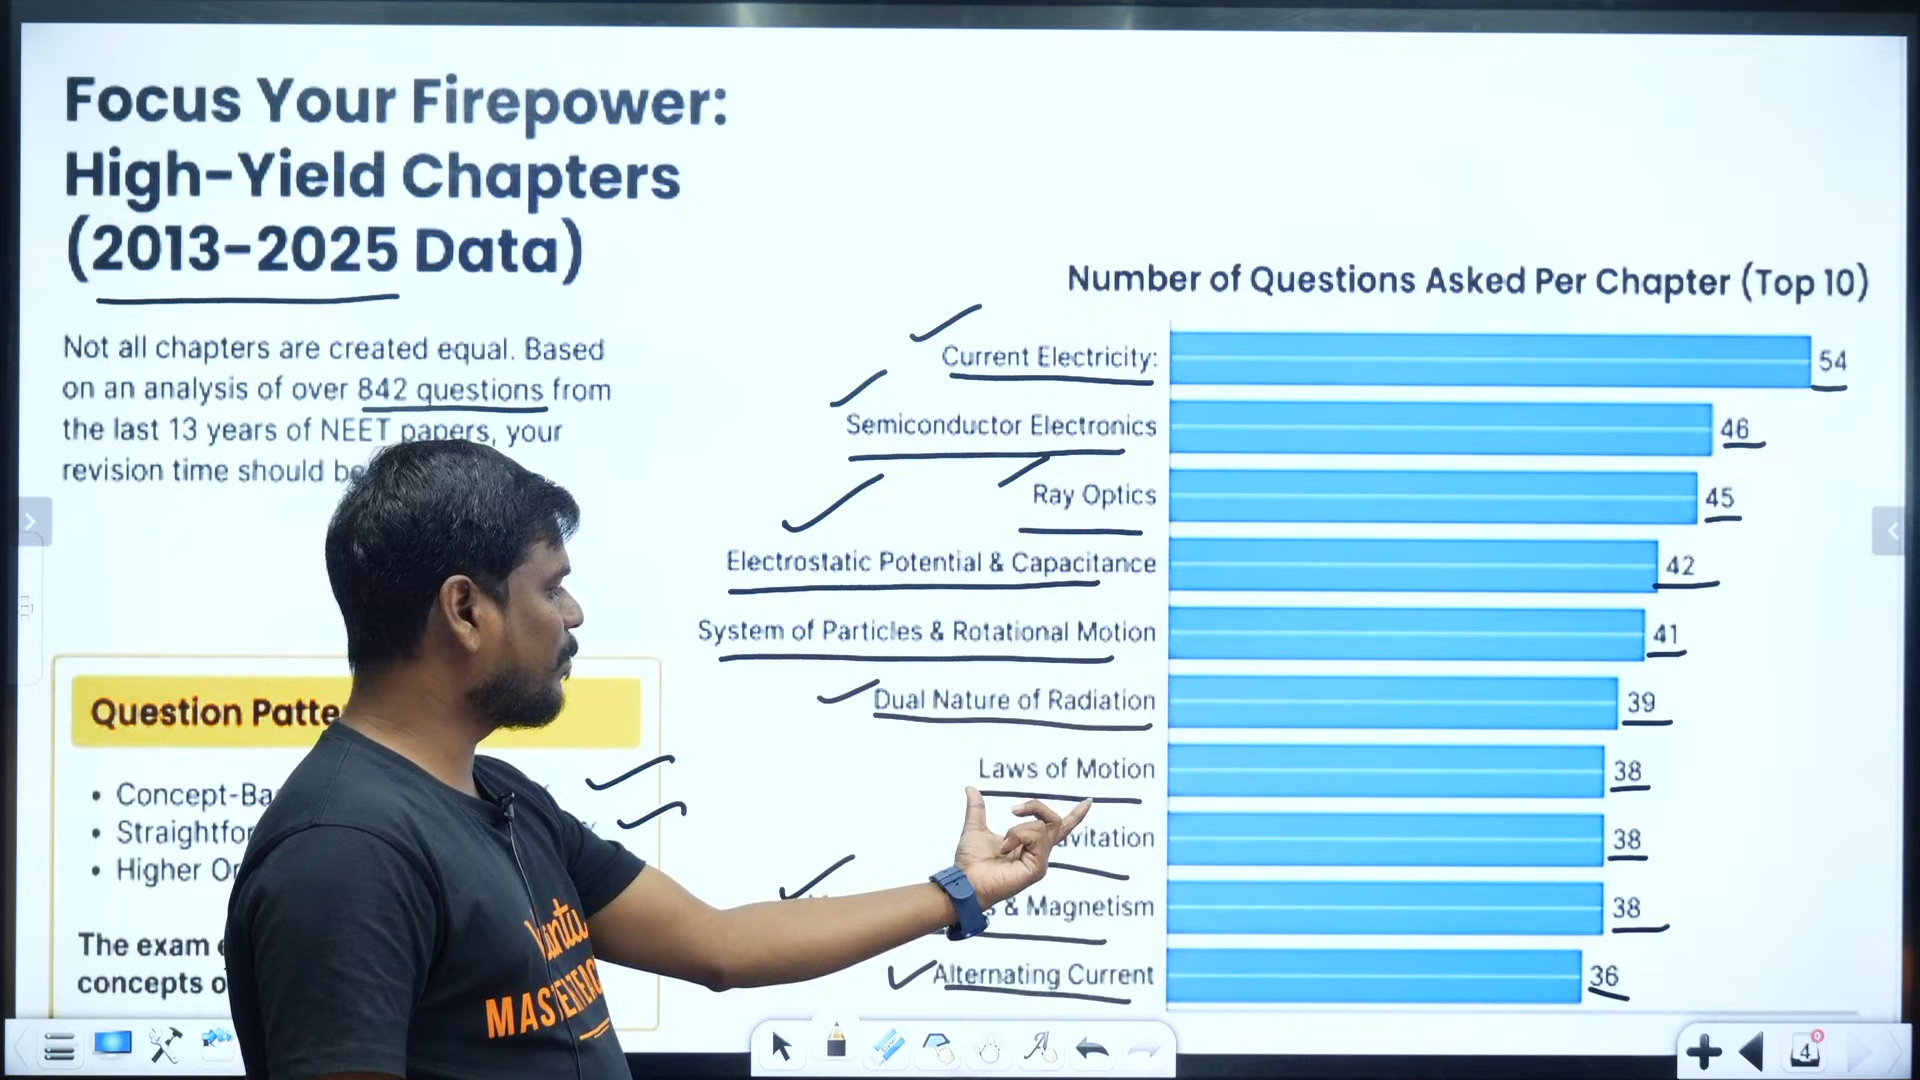 Focus Your Firepower:
High-Yield Chapters
(2013-2025 Data)
Not all chapters are created equal. Based
on an analysis of over 842 questions from
the last 13 years of NEET papers, your
revision time should be
Question
Concept
Straightfor
Higher
The exam
concepts
Number of Questions Asked Per Chapter (Top 10)
Current Electricity: 54
Semiconductor Electronics 46
Ray Optics 45
Electrostatic Potential & Capacitance 42
System of Particles & Rotational Motion 41
Dual Nature of Radiation 39
Laws of Motion 38
vitation 38
& Magnetism 38
Alternating Current 36
4
0